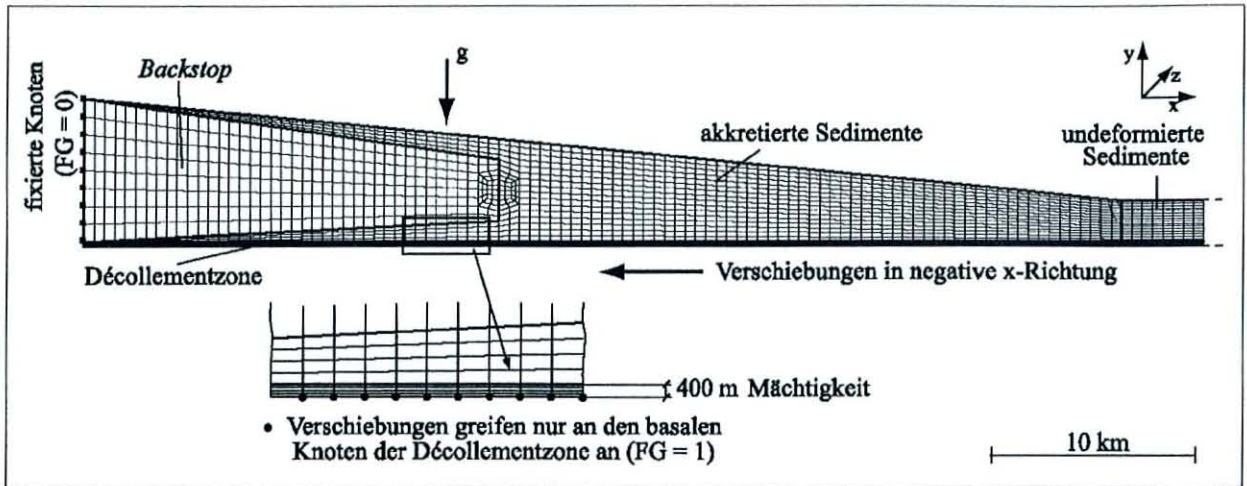 fixierte Knoten
(FG = 0)
Backstop
g
y
z
x
akkretierte Sedimente
undeformierte
Sedimente
Décollementzone
Verschiebungen in negative x-Richtung
400 m Mächtigkeit
• Verschiebungen greifen nur an den basalen
Knoten der Décollementzone an (FG = 1)
10 km